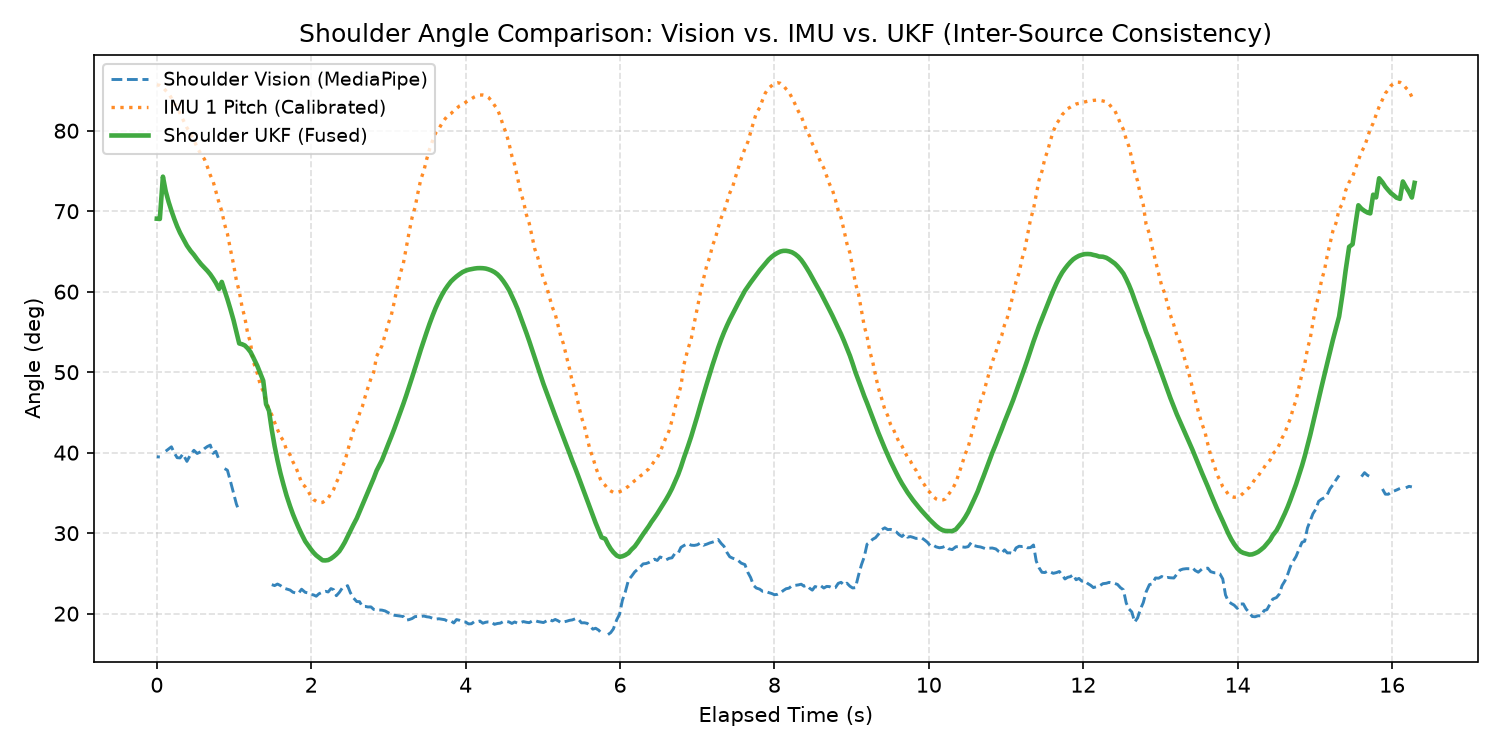 Shoulder Angle Comparison: Vision vs. IMU vs. UKF (Inter-Source Consistency)
Shoulder Vision (MediaPipe)
IMU 1 Pitch (Calibrated)
Shoulder UKF (Fused)
Angle (deg)
80
70
60
50
40
30
20
0 2 4 6 8 10 12 14 16
Elapsed Time (s)